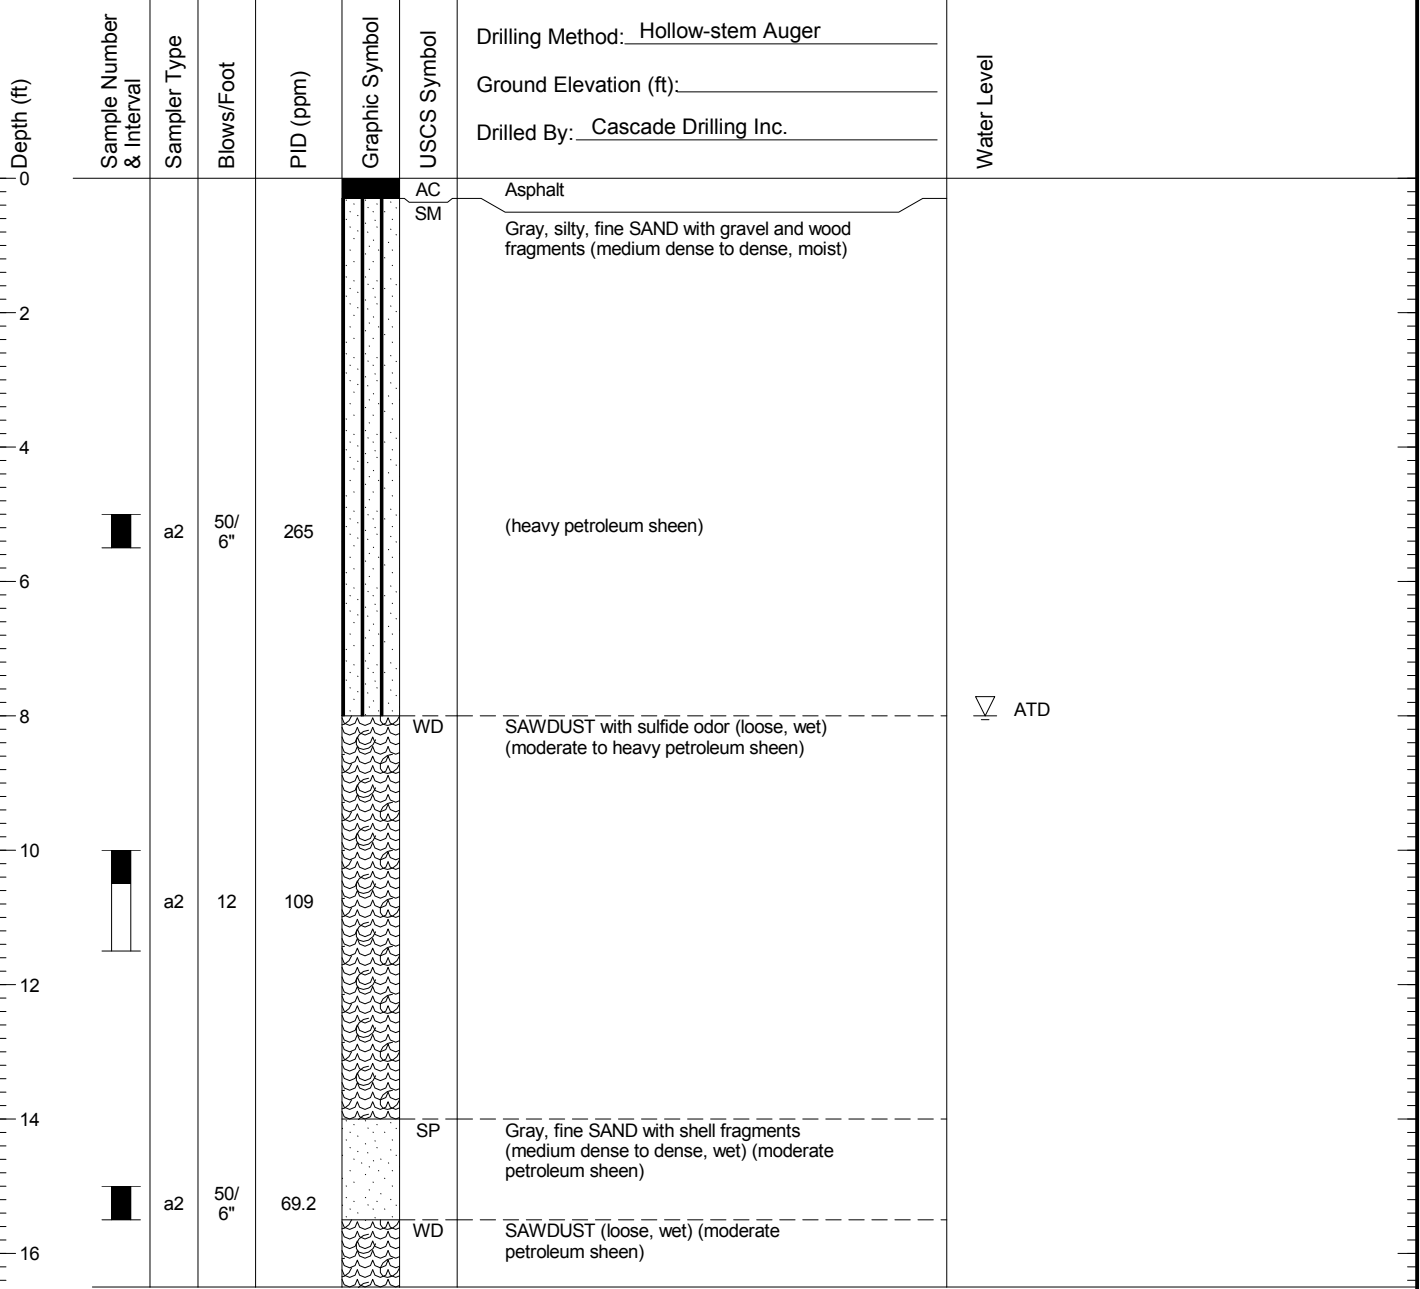 Depth (ft)
Sample Number
& Interval
Sampler Type
Blows/Foot
PID (ppm)
Graphic Symbol
USCS Symbol
Drilling Method: Hollow-stem Auger
Ground Elevation (ft):
Drilled By: Cascade Drilling Inc.
Water Level
0
AC Asphalt
SM
Gray, silty, fine SAND with gravel and wood
fragments (medium dense to dense, moist)
2
4
a2 50/ 265 (heavy petroleum sheen)
6"
6
ATD
8
WD SAWDUST with sulfide odor (loose, wet)
(moderate to heavy petroleum sheen)
10
a2 12 109
12
14
SP Gray, fine SAND with shell fragments
(medium dense to dense, wet) (moderate
petroleum sheen)
a2 50/ 69.2
6"
WD SAWDUST (loose, wet) (moderate
16 petroleum sheen)